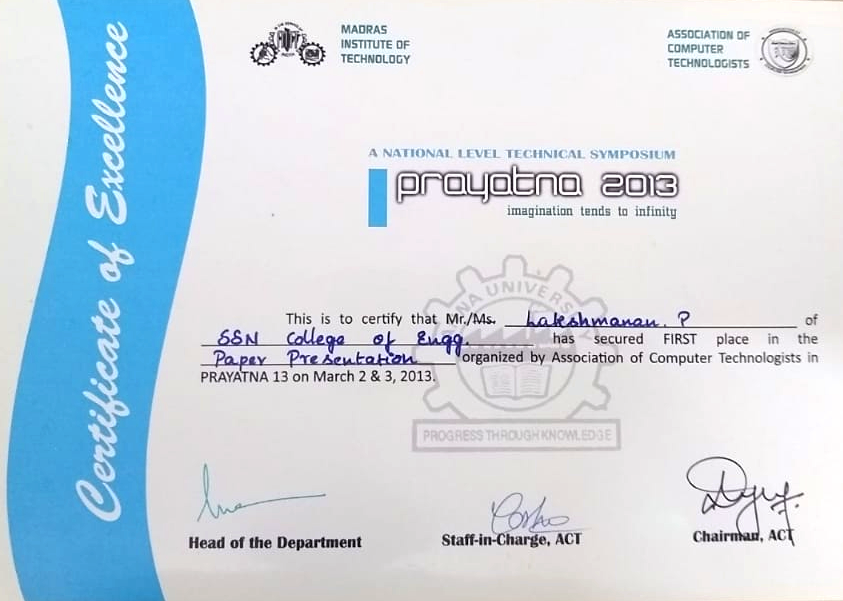 Certificate of Excellence
MADRAS
INSTITUTE OF
TECHNOLOGY
ASSOCIATION OF
COMPUTER
TECHNOLOGISTS
A NATIONAL LEVEL TECHNICAL SYMPOSIUM
prayatna 2013
imagination tends to infinity
This is to certify that Mr./Ms. Lakshmanan. P of
SSN College of Engg. has secured FIRST place in the
Paper Presentation organized by Association of Computer Technologists in
PRAYATNA 13 on March 2 & 3, 2013.
UNIVERSITY
PROGRESS THROUGH KNOWLEDGE
Head of the Department
Staff-in-Charge, ACT
Chairman, ACT